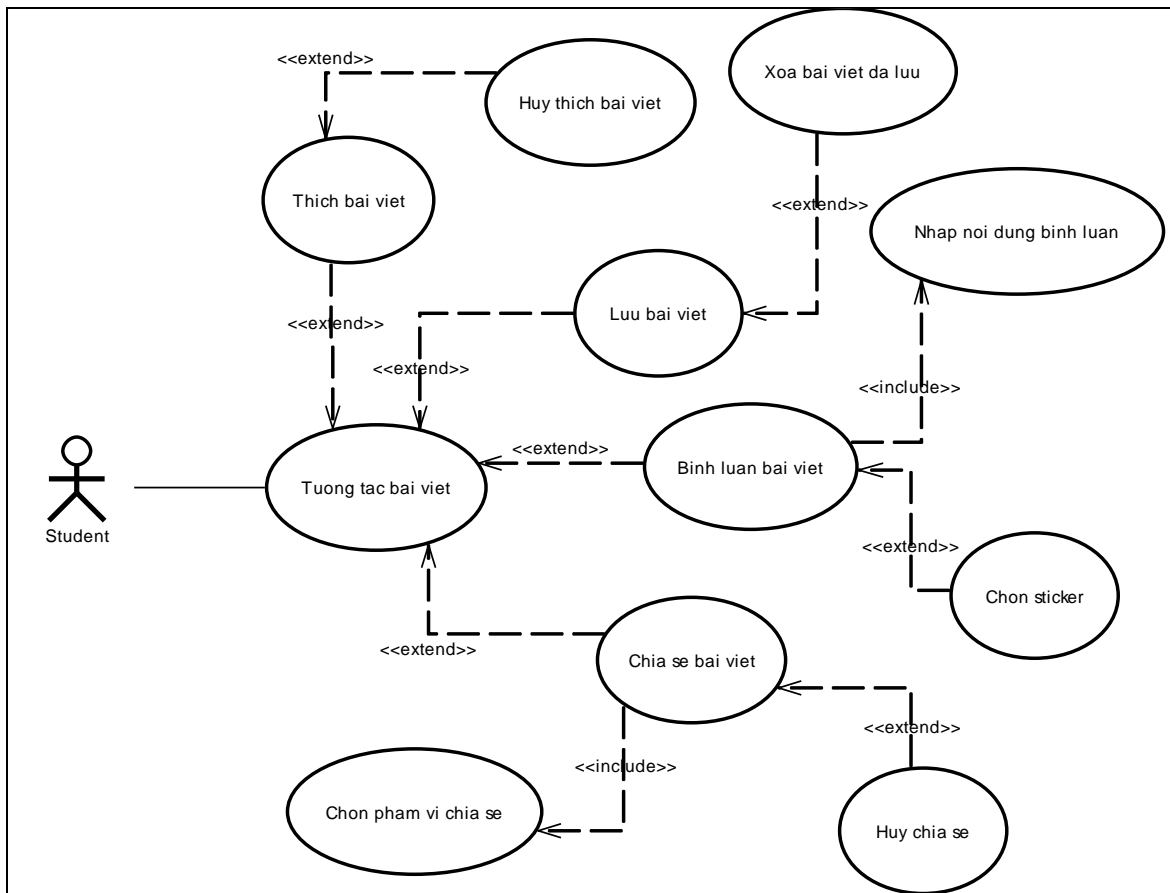 Xoa bai viet da luu
<<extend>>
Huy thich bai viet
Thich bai viet
<<extend>>
Nhap noi dung binh luan
Luu bai viet
<<extend>>
<<extend>>
<<include>>
<<extend>>
Binh luan bai viet
Tuong tac bai viet
Student
<<extend>>
Chon sticker
<<extend>>
Chia se bai viet
<<extend>>
<<include>>
Chon pham vi chia se
Huy chia se